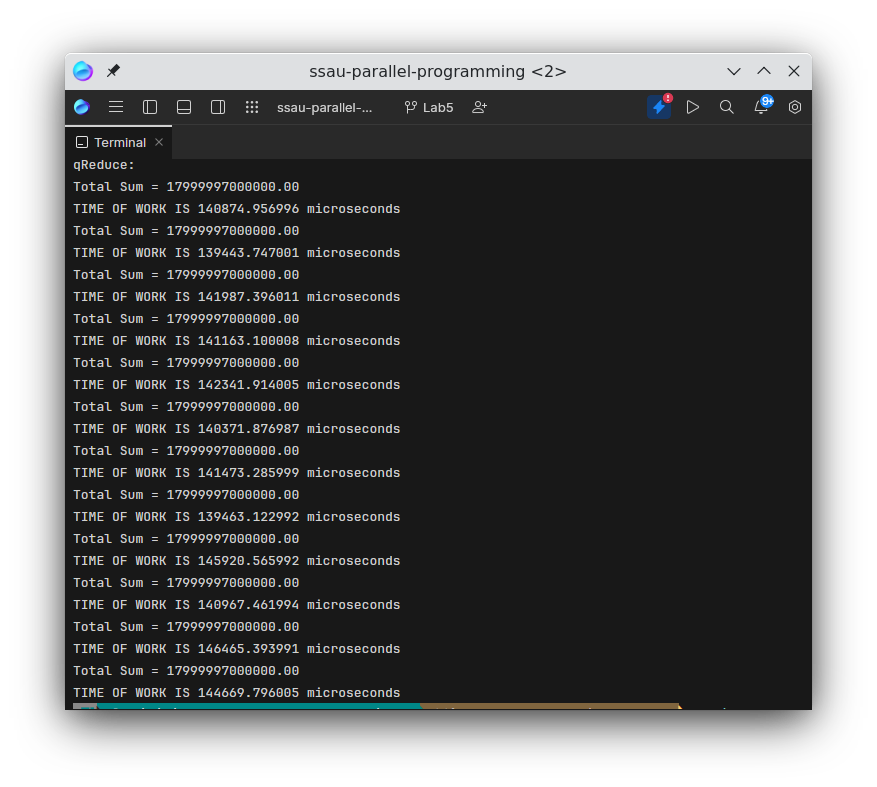 ssau-parallel-programming <2>
ssau-parallel-... Lab5 ! 9+
Terminal
qReduce:
Total Sum = 17999997000000.00
TIME OF WORK IS 140874.956996 microseconds
Total Sum = 17999997000000.00
TIME OF WORK IS 139443.747001 microseconds
Total Sum = 17999997000000.00
TIME OF WORK IS 141987.396011 microseconds
Total Sum = 17999997000000.00
TIME OF WORK IS 141163.100008 microseconds
Total Sum = 17999997000000.00
TIME OF WORK IS 142341.914005 microseconds
Total Sum = 17999997000000.00
TIME OF WORK IS 140371.876987 microseconds
Total Sum = 17999997000000.00
TIME OF WORK IS 141473.285999 microseconds
Total Sum = 17999997000000.00
TIME OF WORK IS 139463.122992 microseconds
Total Sum = 17999997000000.00
TIME OF WORK IS 145920.565992 microseconds
Total Sum = 17999997000000.00
TIME OF WORK IS 140967.461994 microseconds
Total Sum = 17999997000000.00
TIME OF WORK IS 146465.393991 microseconds
Total Sum = 17999997000000.00
TIME OF WORK IS 144669.796005 microseconds